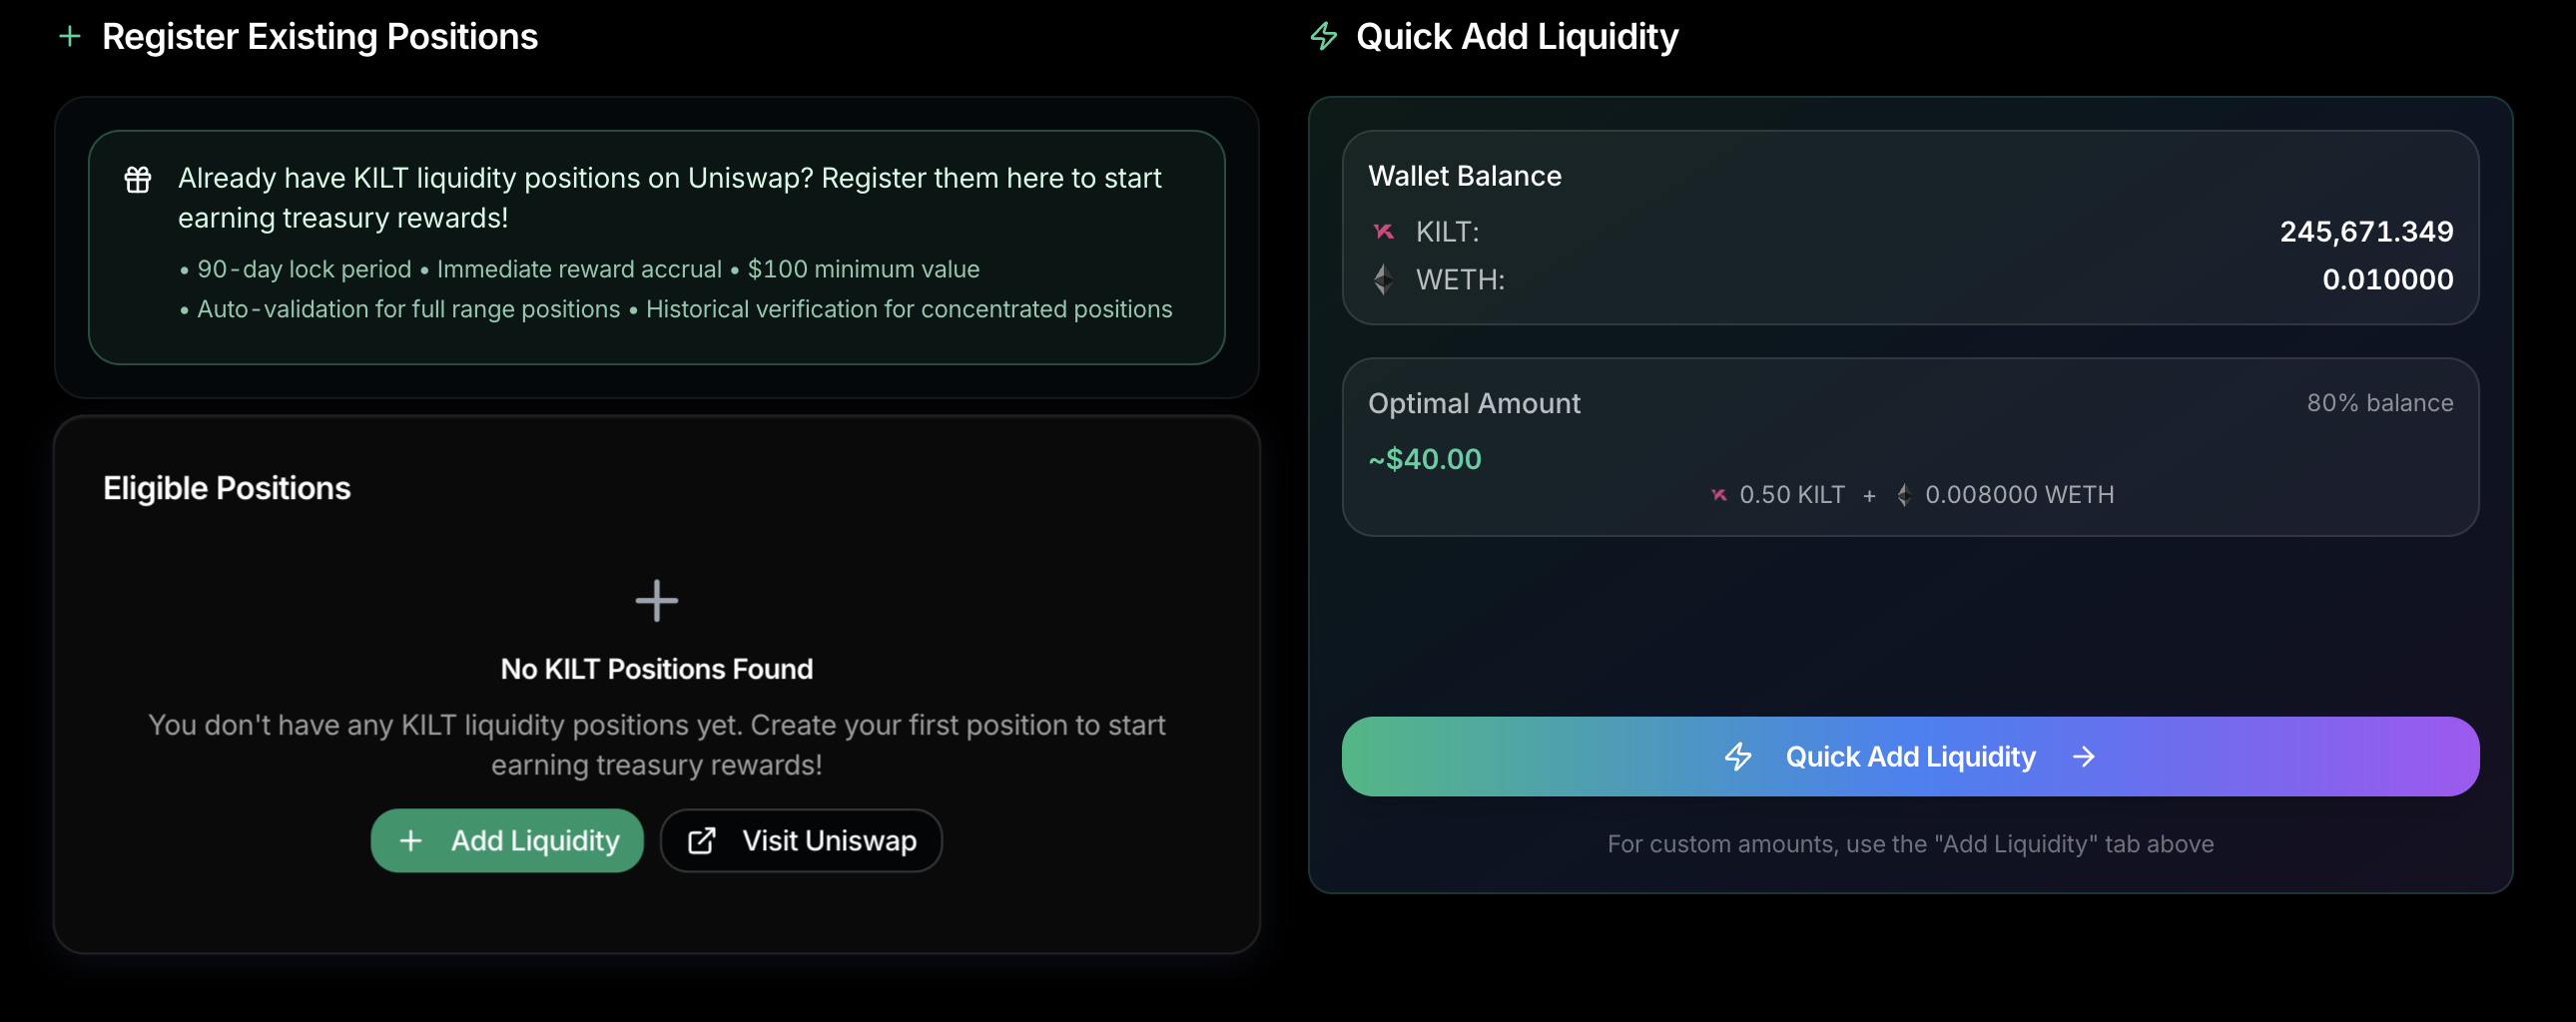 Register Existing Positions
Already have KILT liquidity positions on Uniswap? Register them here to start
earning treasury rewards!
• 90-day lock period • Immediate reward accrual • $100 minimum value
• Auto-validation for full range positions • Historical verification for concentrated positions
Eligible Positions
No KILT Positions Found
You don't have any KILT liquidity positions yet. Create your first position to start
earning treasury rewards!
Add Liquidity
Visit Uniswap
Quick Add Liquidity
Wallet Balance
KILT: 245,671.349
WETH: 0.010000
Optimal Amount 80% balance
~$40.00
0.50 KILT + 0.008000 WETH
Quick Add Liquidity
For custom amounts, use the "Add Liquidity" tab above